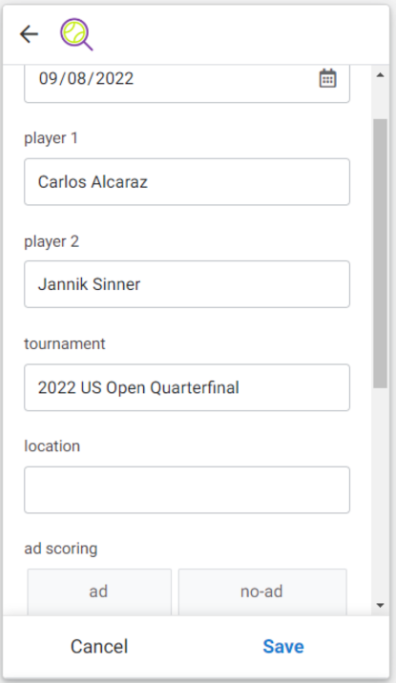 09/08/2022
player 1
Carlos Alcaraz
player 2
Jannik Sinner
tournament
2022 US Open Quarterfinal
location
ad scoring
ad no-ad
Cancel Save